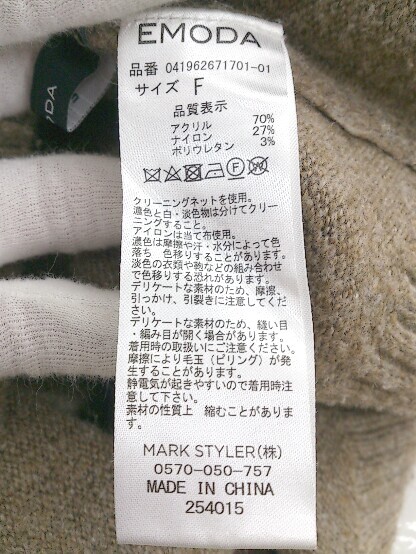 EMODA
品番 041962671701-01
サイズ F
品質表示
アクリル 70%
ナイロン 27%
ポリウレタン 3%
クリーニングネットを使用。
濃色と白・淡色物は分けてクリー
ニングすること。
アイロンは当て布使用。
濃色は摩擦や汗・水分によって色
落ち 色移りすることがあります。
淡色の衣類や鞄などの組み合わせ
で色移りする恐れがあります。
デリケートな素材のため、摩擦、
引っかけ、引裂きに注意してくだ
さい。
デリケートな素材のため、縫い目
・編み目が開く場合があります。
着用時の取扱いにご注意ください。
摩擦により毛玉(ピリング)が発
生することがあります。
静電気が起きやすいので着用時注
意して下さい。
素材の性質上 縮むことがありま
す。
MARK STYLER(株)
0570-050-757
MADE IN CHINA
254015
ODA